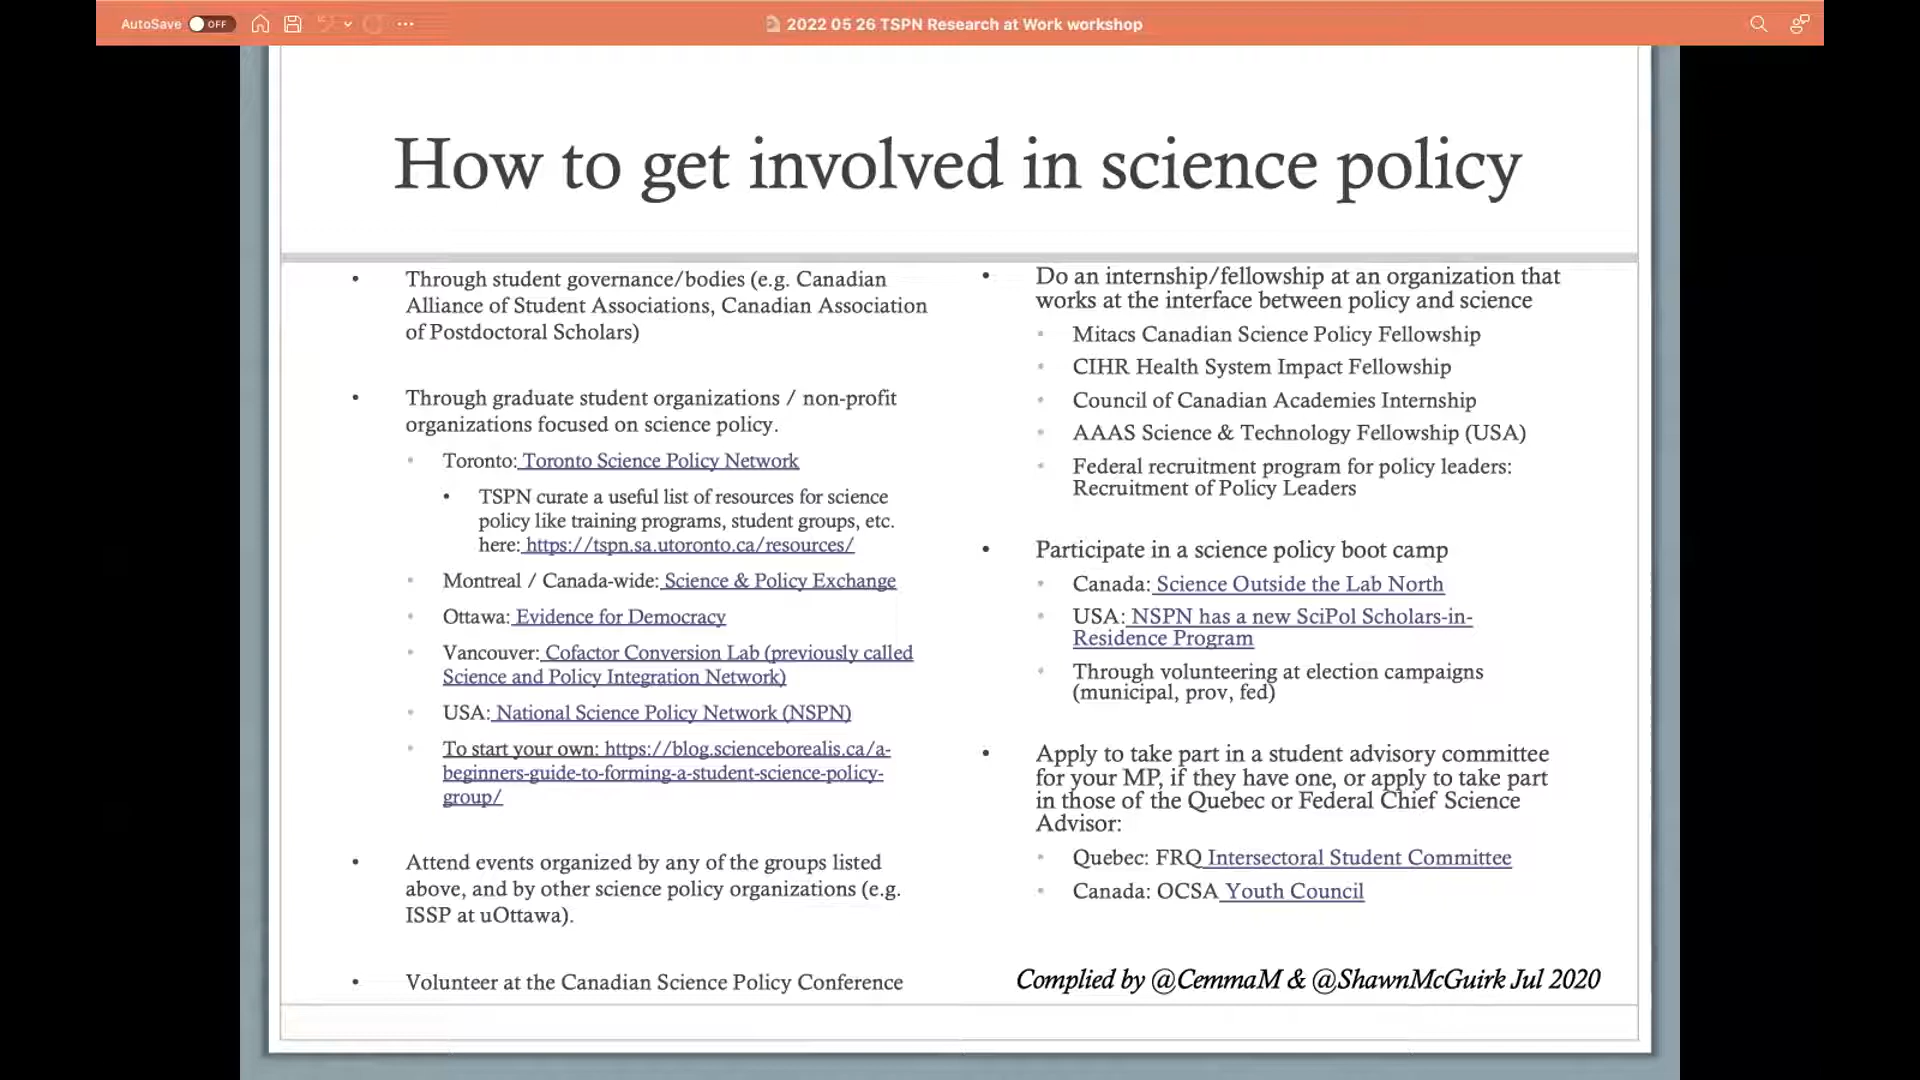 AutoSave OFF
2022 05 26 TSPN Research at Work workshop
How to get involved in science policy
• Through student governance/bodies (e.g. Canadian
Alliance of Student Associations, Canadian Association
of Postdoctoral Scholars)
• Through graduate student organizations / non-profit
organizations focused on science policy.
• Toronto: Toronto Science Policy Network
• TSPN curate a useful list of resources for science
policy like training programs, student groups, etc.
here: https://tspn.sa.utoronto.ca/resources/
• Montreal / Canada-wide: Science & Policy Exchange
• Ottawa: Evidence for Democracy
• Vancouver: Cofactor Conversion Lab (previously called
Science and Policy Integration Network)
• USA: National Science Policy Network (NSPN)
• To start your own: https://blog.scienceborealis.ca/a-
beginners-guide-to-forming-a-student-science-policy-
group/
• Attend events organized by any of the groups listed
above, and by other science policy organizations (e.g.
ISSP at uOttawa).
• Volunteer at the Canadian Science Policy Conference
• Do an internship/fellowship at an organization that
works at the interface between policy and science
• Mitacs Canadian Science Policy Fellowship
• CIHR Health System Impact Fellowship
• Council of Canadian Academies Internship
• AAAS Science & Technology Fellowship (USA)
• Federal recruitment program for policy leaders:
Recruitment of Policy Leaders
• Participate in a science policy boot camp
• Canada: Science Outside the Lab North
• USA: NSPN has a new SciPol Scholars-in-
Residence Program
• Through volunteering at election campaigns
(municipal, prov, fed)
• Apply to take part in a student advisory committee
for your MP, if they have one, or apply to take part
in those of the Quebec or Federal Chief Science
Advisor:
• Quebec: FRQ Intersectoral Student Committee
• Canada: OCSA Youth Council
Complied by @CemmaM & @ShawnMcGuirk Jul 2020